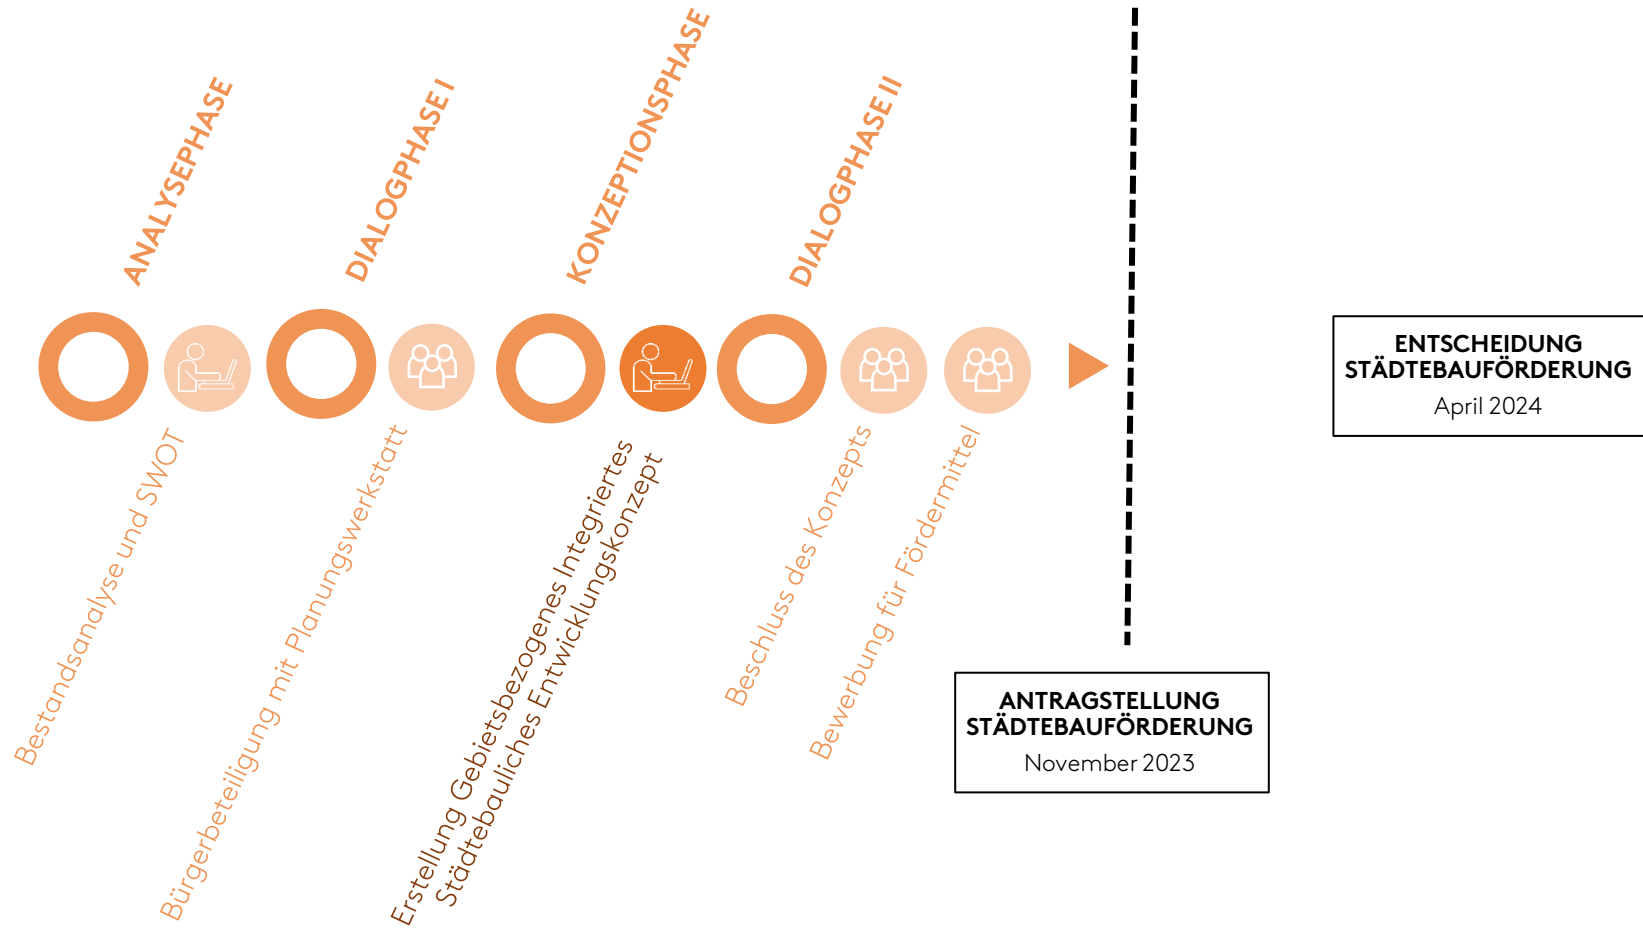 ANALYSEPHASE
DIALOGPHASE I
KONZEPTIONSPHASE
DIALOGPHASE II
Bestandsanalyse und SWOT
Bürgerbeteiligung mit Planungswerkstatt
Erstellung Gebietsbezogenes Integriertes
Städtebauliches Entwicklungskonzept
Beschluss des Konzepts
Bewerbung für Fördermittel
ANTRAGSTELLUNG
STÄDTEBAUFÖRDERUNG
November 2023
ENTSCHEIDUNG
STÄDTEBAUFÖRDERUNG
April 2024